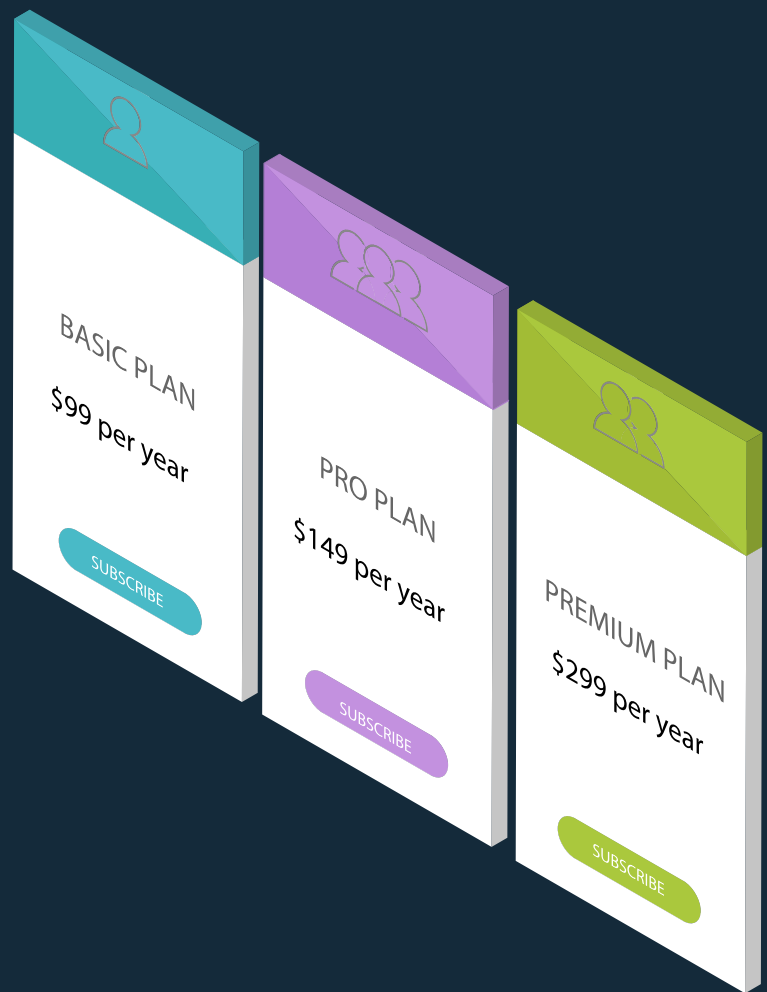 BASIC PLAN
$99 per year
SUBSCRIBE
PRO PLAN
$149 per year
SUBSCRIBE
PREMIUM PLAN
$299 per year
SUBSCRIBE